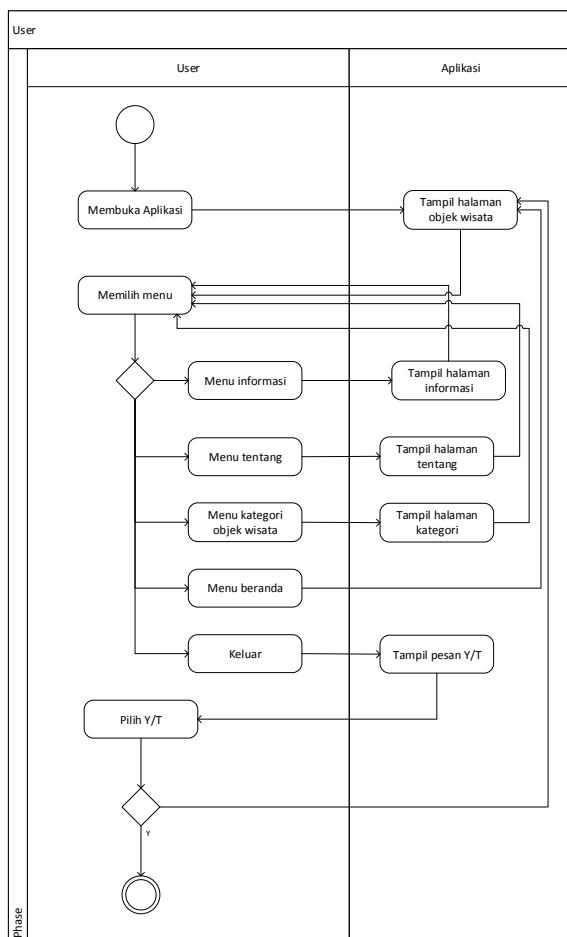 User
User
Aplikasi
Membuka Aplikasi
Tampil halaman
objek wisata
Memilih menu
Menu informasi
Tampil halaman
informasi
Menu tentang
Tampil halaman
tentang
Menu kategori
objek wisata
Tampil halaman
kategori
Menu beranda
Keluar
Tampil pesan Y/T
Pilih Y/T
Y
Phase